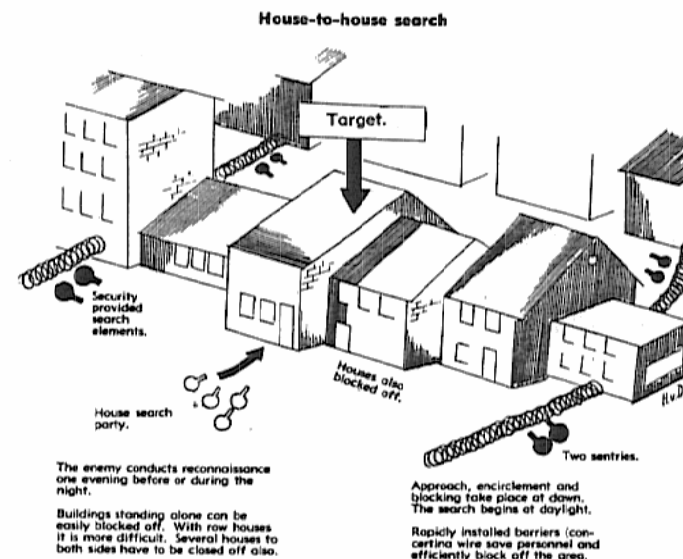 House-to-house search
Target.
Security
provided
search
elements.
Houses also
blocked off.
House search
party.
H.v.D
Two sentries.
The enemy conducts reconnaissance
one evening before or during the
night.
Buildings standing alone can be
easily blocked off. With row houses
it is more difficult. Several houses to
both sides have to be closed off also.
Approach, encirclement and
blocking take place at dawn.
The search begins at daylight.
Rapidly installed barriers (con-
certina wire save personnel and
efficiently block off the area.